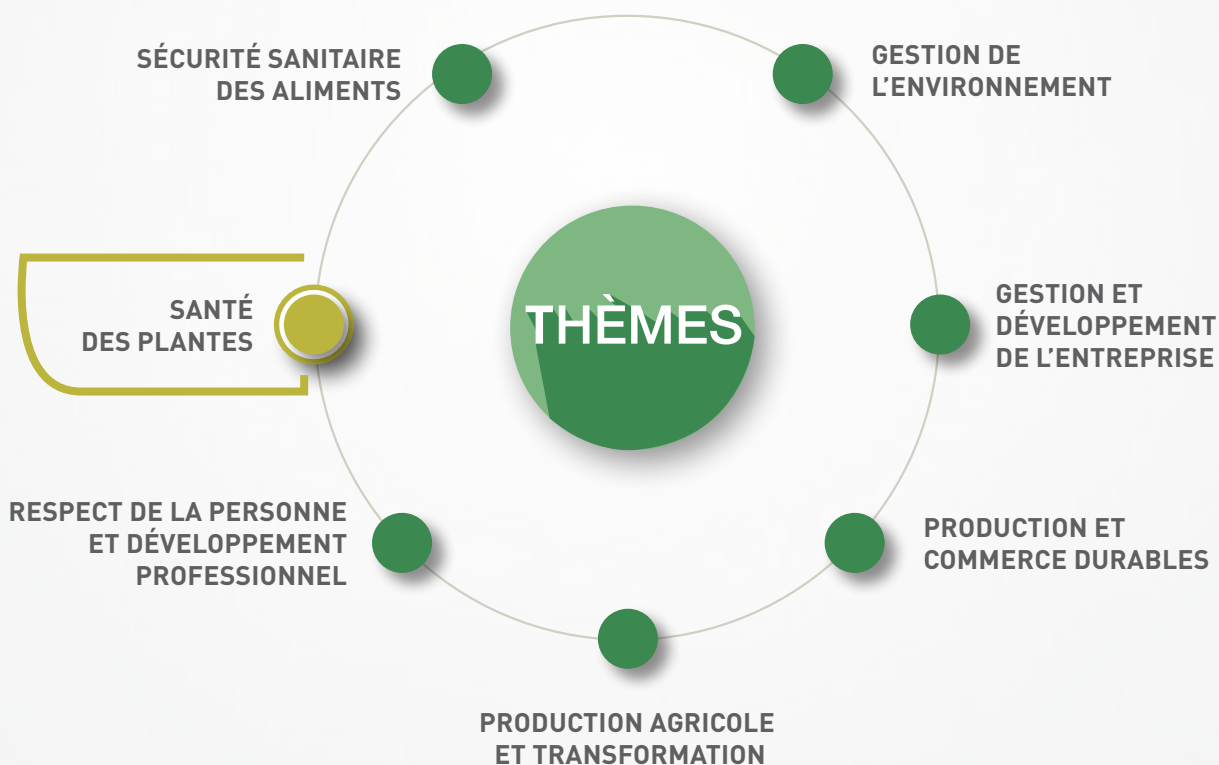 SÉCURITÉ SANITAIRE
DES ALIMENTS
GESTION DE
L'ENVIRONNEMENT
SANTÉ
DES PLANTES
THÈMES
GESTION ET
DÉVELOPPEMENT
DE L'ENTREPRISE
RESPECT DE LA PERSONNE
ET DÉVELOPPEMENT
PROFESSIONNEL
PRODUCTION ET
COMMERCE DURABLES
PRODUCTION AGRICOLE
ET TRANSFORMATION